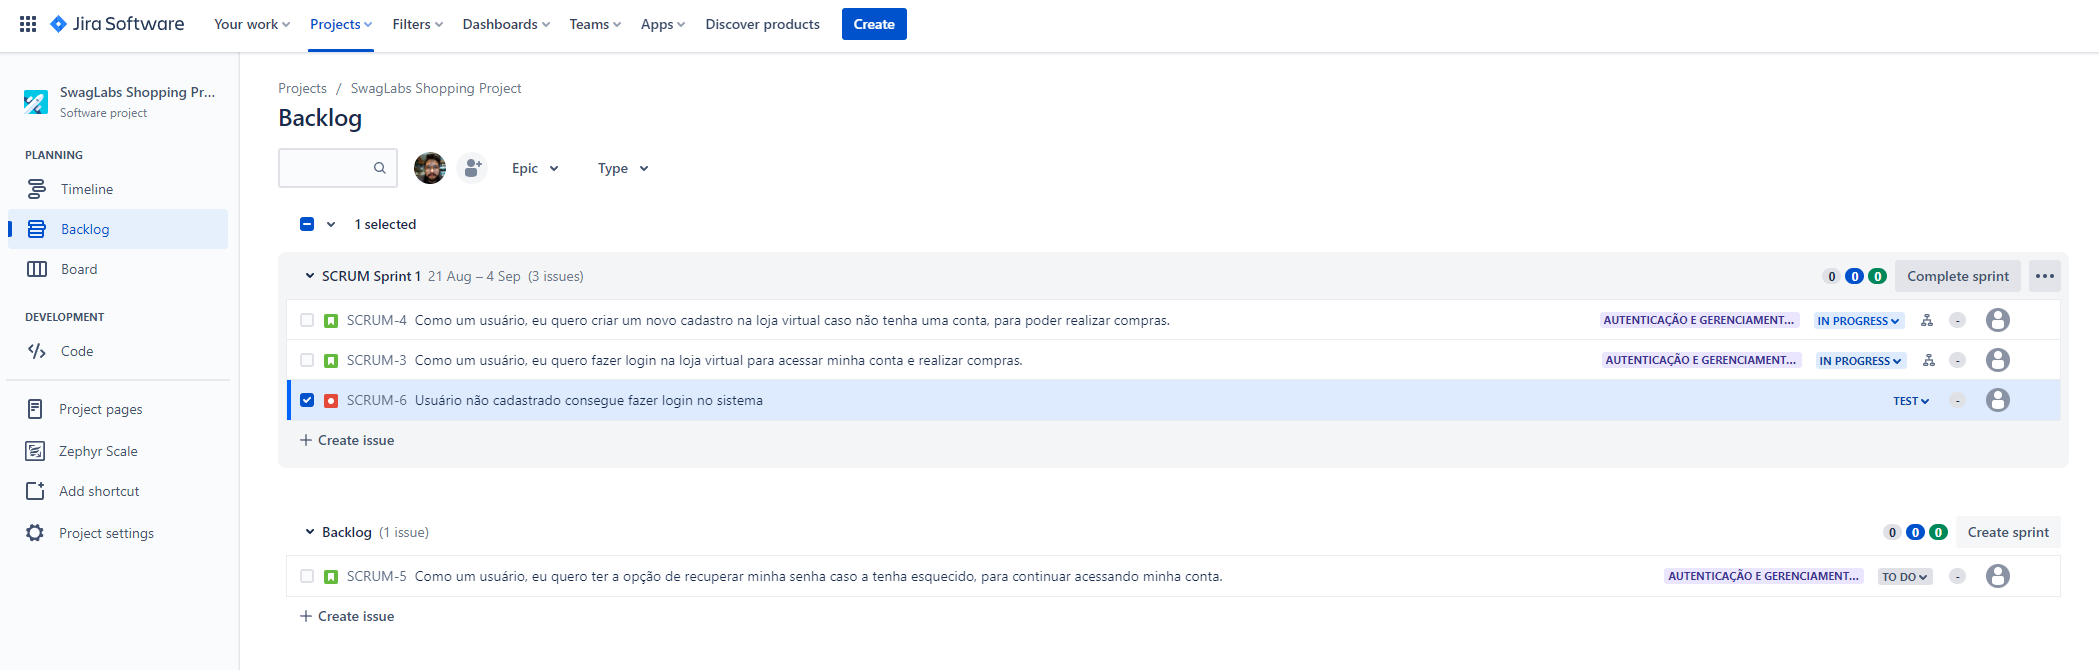 Jira Software Your work Projects Filters Dashboards Teams Apps Discover products Create
SwagLabs Shopping Pr...
Software project
PLANNING
Timeline
Backlog
Board
DEVELOPMENT
Code
Project pages
Zephyr Scale
Add shortcut
Project settings
Projects / SwagLabs Shopping Project
Backlog
Epic Type
1 selected
SCRUM Sprint 1 21 Aug – 4 Sep (3 issues) 0 0 0 Complete sprint
SCRUM-4 Como um usuário, eu quero criar um novo cadastro na loja virtual caso não tenha uma conta, para poder realizar compras. AUTENTICAÇÃO E GERENCIAMENT... IN PROGRESS -
SCRUM-3 Como um usuário, eu quero fazer login na loja virtual para acessar minha conta e realizar compras. AUTENTICAÇÃO E GERENCIAMENT... IN PROGRESS -
SCRUM-6 Usuário não cadastrado consegue fazer login no sistema TEST -
+ Create issue
Backlog (1 issue) 0 0 0 Create sprint
SCRUM-5 Como um usuário, eu quero ter a opção de recuperar minha senha caso a tenha esquecido, para continuar acessando minha conta. AUTENTICAÇÃO E GERENCIAMENT... TO DO -
+ Create issue